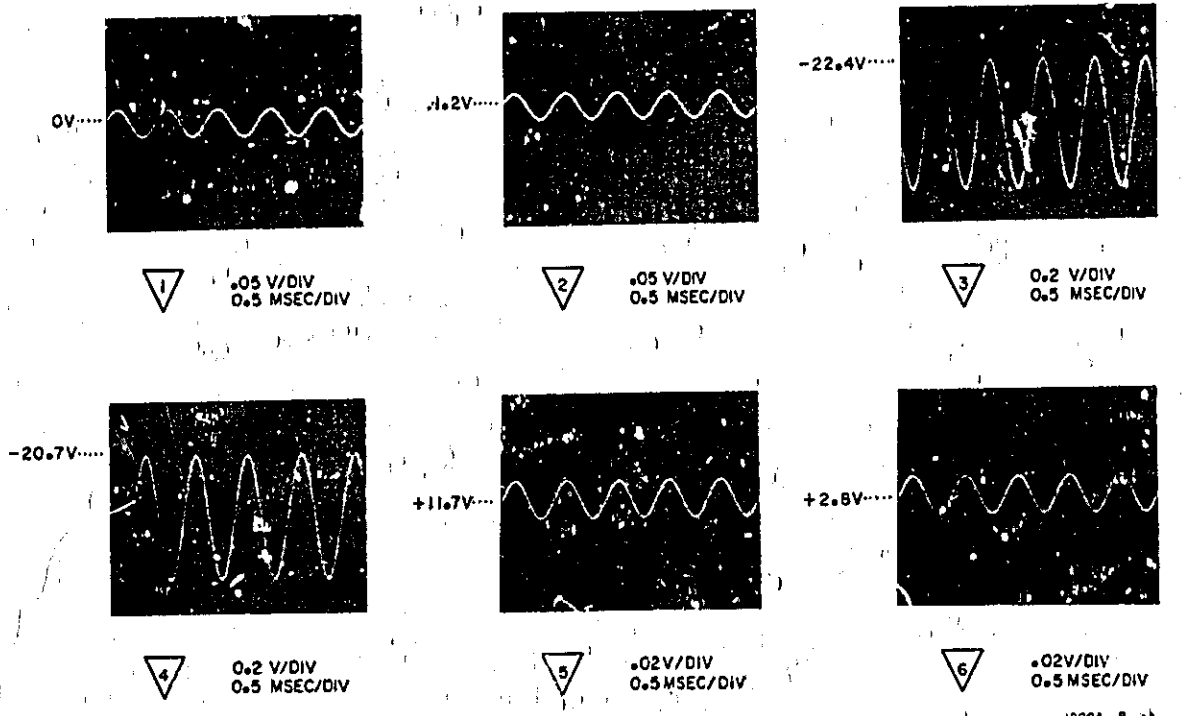 0V
.1.2V
-22.4V
1
.05 V/DIV
0.5 MSEC/DIV
2
.05 V/DIV
0.5 MSEC/DIV
3
0.2 V/DIV
0.5 MSEC/DIV
-20.7V
+11.7V
+2.8V
4
0.2 V/DIV
0.5 MSEC/DIV
5
.02V/DIV
0.5MSEC/DIV
6
.02V/DIV
0.5MSEC/DIV